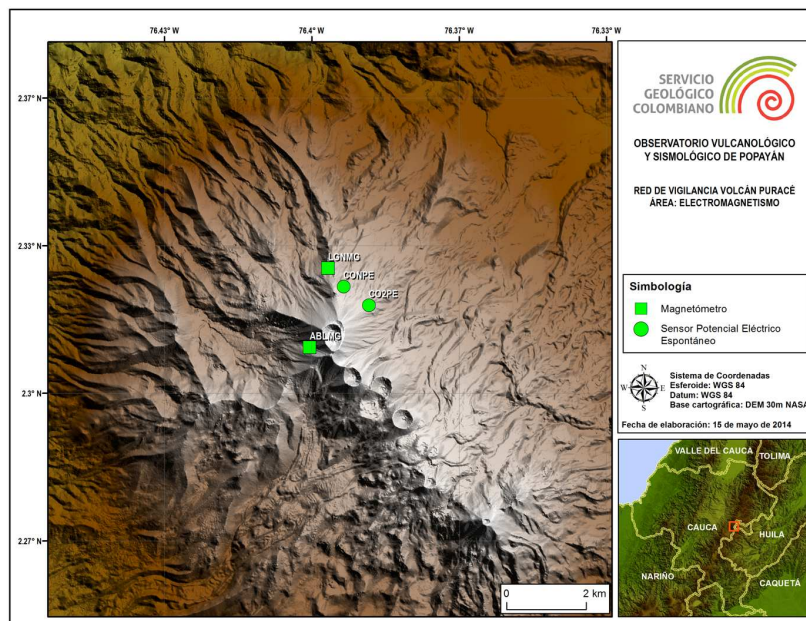 76.43° W
76.4° W
76.37° W
76.33° W
2.37° N
2.33° N
2.3° N
2.27° N
LGNMG
CONPE
CO2PE
ABLMG
0 2 km
SERVICIO
GEOLÓGICO
COLOMBIANO
OBSERVATORIO VULCANOLÓGICO
Y SISMOLÓGICO DE POPAYÁN
RED DE VIGILANCIA VOLCÁN PURACÉ
ÁREA: ELECTROMAGNETISMO
Simbología
Magnetómetro
Sensor Potencial Eléctrico
Espontáneo
N
W E
S
Sistema de Coordenadas
Esferoide: WGS 84
Datum: WGS 84
Base cartográfica: DEM 30m NASA
Fecha de elaboración: 15 de mayo de 2014
VALLE DEL CAUCA
TOLIMA
CAUCA
HUILA
NARIÑO
CAQUETÁ